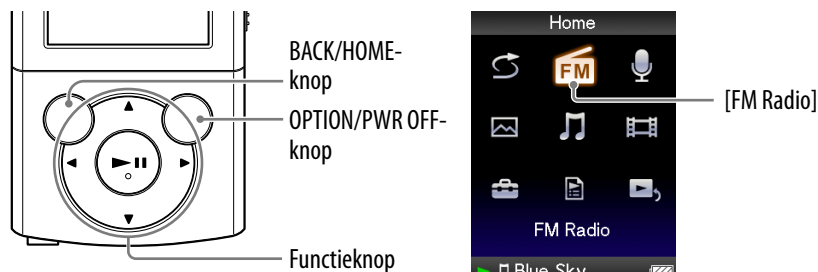 BACK/HOME-
knop
OPTION/PWR OFF-
knop
Functieknop
Home
FM
[FM Radio]
FM Radio
Blue Sky